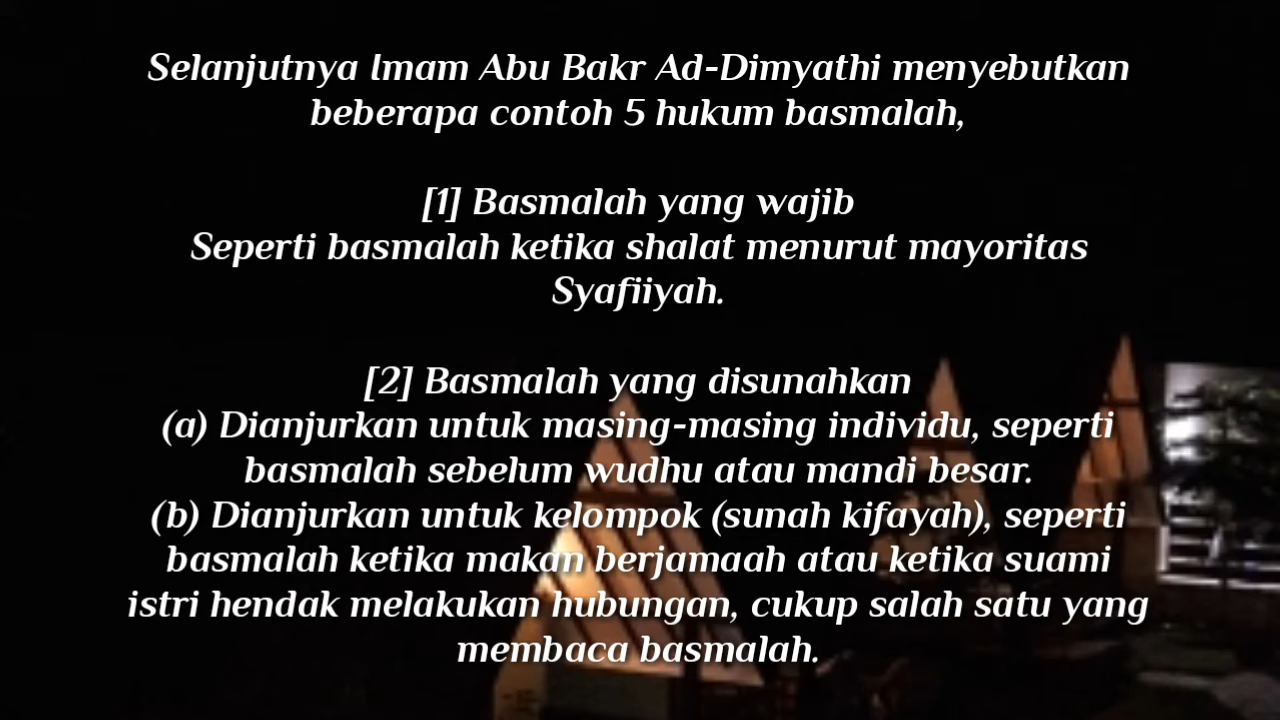 Selanjutnya Imam Abu Bakr Ad-Dimyathi menyebutkan
beberapa contoh 5 hukum basmalah,
[1] Basmalah yang wajib
Seperti basmalah ketika shalat menurut mayoritas
Syafiiyah.
[2] Basmalah yang disunahkan
(a) Dianjurkan untuk masing-masing individu, seperti
basmalah sebelum wudhu atau mandi besar.
(b) Dianjurkan untuk kelompok (sunah kifayah), seperti
basmalah ketika makan berjamaah atau ketika suami
istri hendak melakukan hubungan, cukup salah satu yang
membaca basmalah.